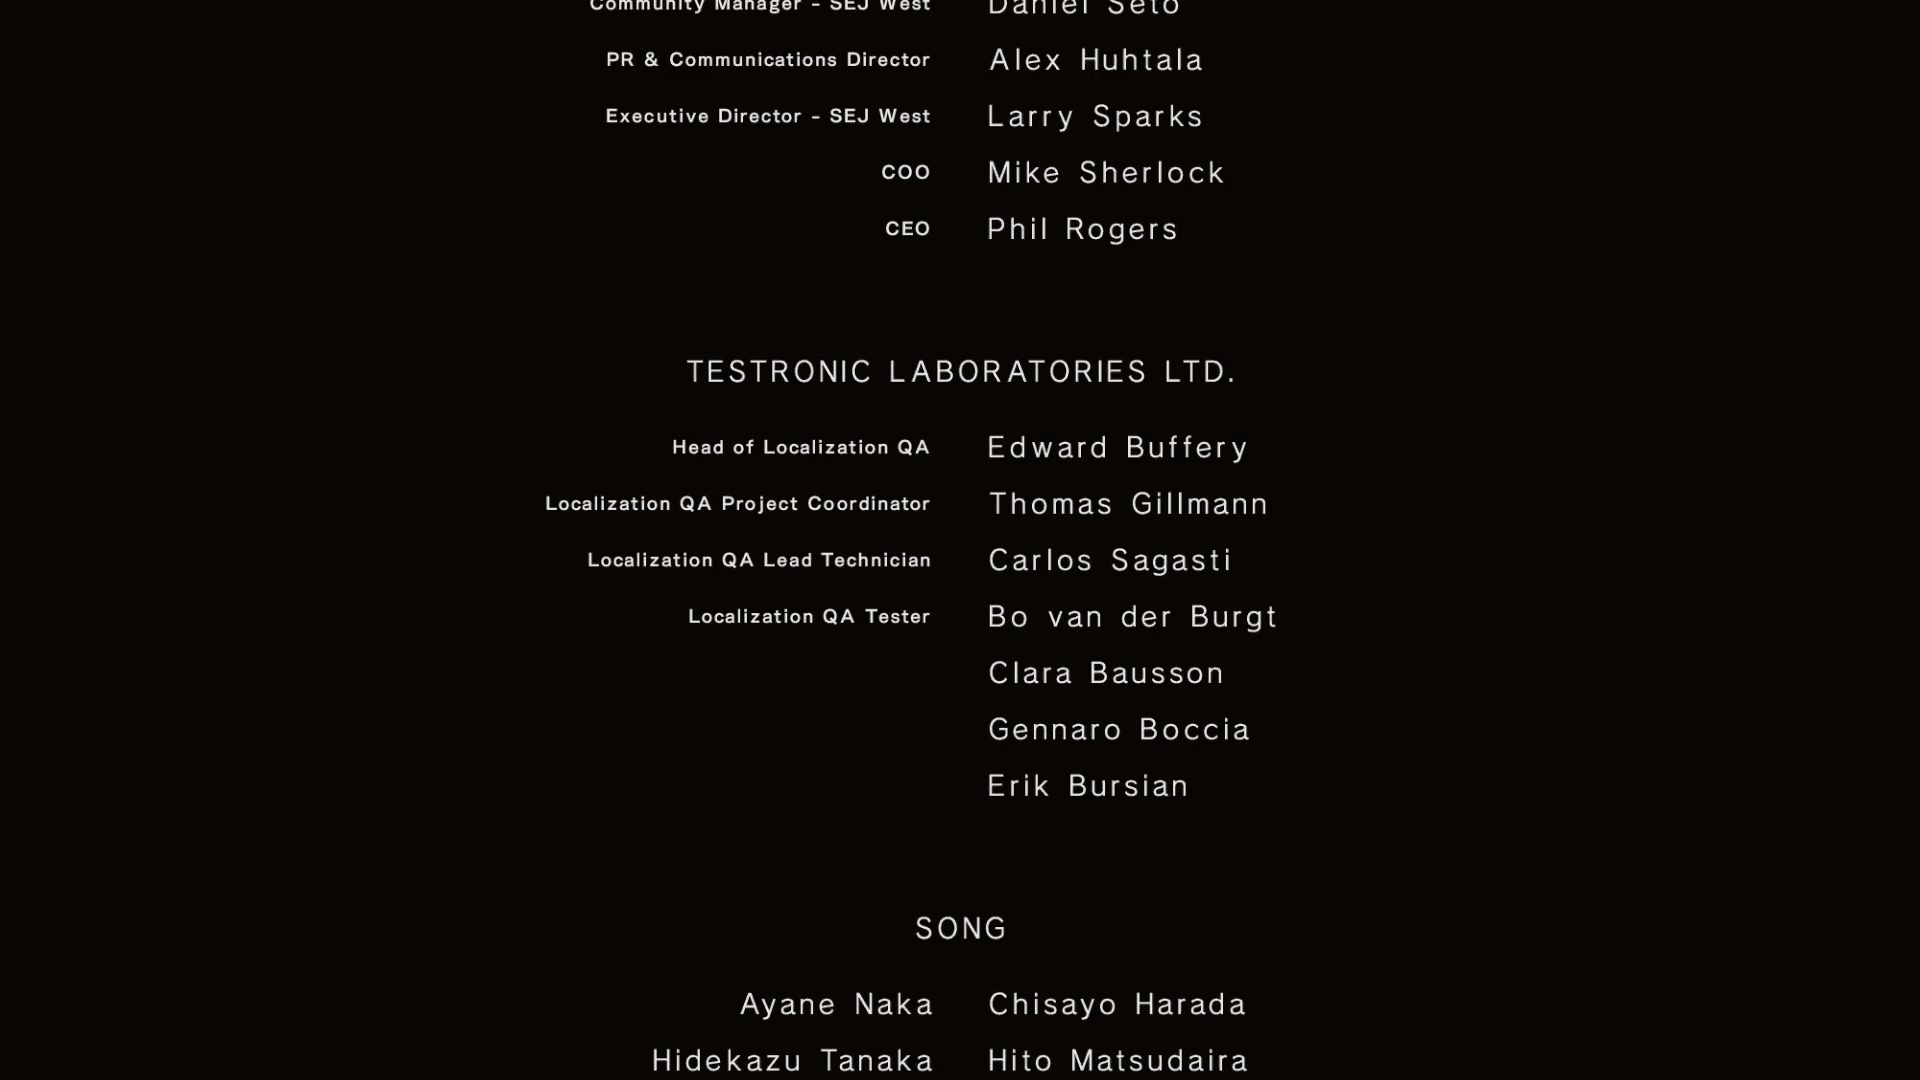 Community Manager - SEJ West Daniel Seto
PR & Communications Director Alex Huhtala
Executive Director - SEJ West Larry Sparks
COO Mike Sherlock
CEO Phil Rogers
TESTRONIC LABORATORIES LTD.
Head of Localization QA Edward Buffery
Localization QA Project Coordinator Thomas Gillmann
Localization QA Lead Technician Carlos Sagasti
Localization QA Tester Bo van der Burgt
Clara Bausson
Gennaro Boccia
Erik Bursian
SONG
Ayane Naka Chisayo Harada
Hidekazu Tanaka Hito Matsudaira